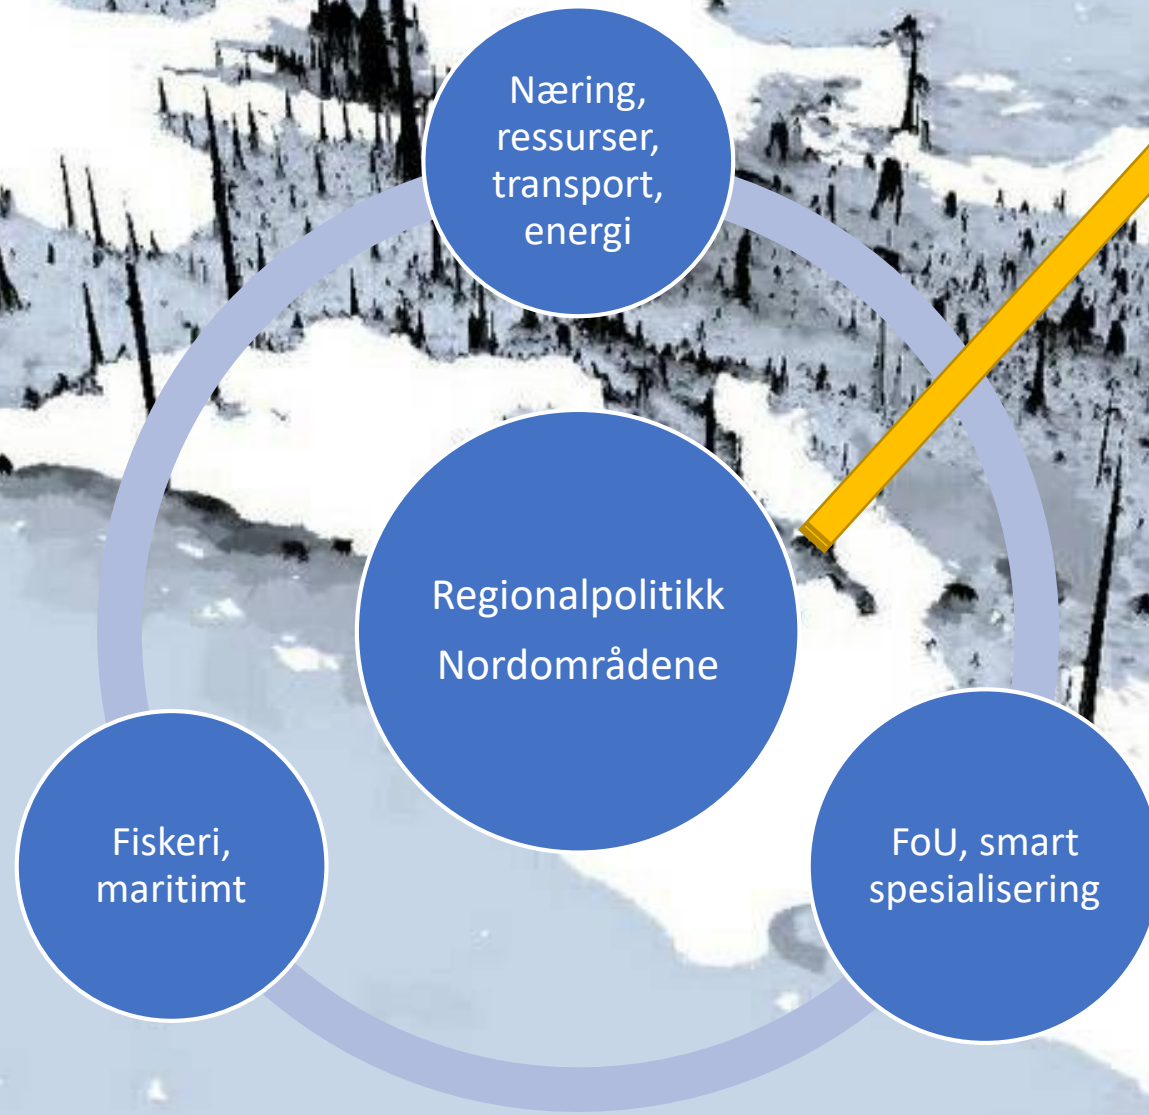 Næring,
ressurser,
transport,
energi
Regionalpolitikk
Nordområdene
Fiskeri,
maritimt
FoU, smart
spesialisering